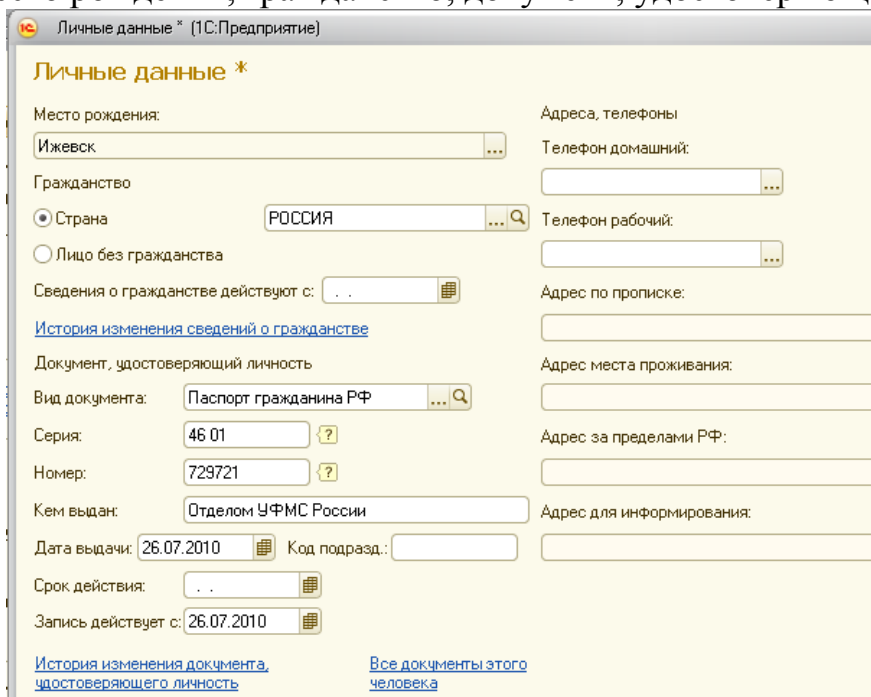 Личные данные * (1С:Предприятие)
Личные данные *
Место рождения:
Ижевск
Гражданство
Страна РОССИЯ
Лицо без гражданства
Сведения о гражданстве действуют с: . .
История изменения сведений о гражданстве
Документ, удостоверяющий личность
Вид документа: Паспорт гражданина РФ
Серия: 46 01 ?
Номер: 729721 ?
Кем выдан: Отделом УФМС России
Дата выдачи: 26.07.2010 Код подразд.:
Срок действия: . .
Запись действует с: 26.07.2010
История изменения документа,
удостоверяющего личность
Все документы этого
человека
Адреса, телефоны
Телефон домашний:
Телефон рабочий:
Адрес по прописке:
Адрес места проживания:
Адрес за пределами РФ:
Адрес для информирования: